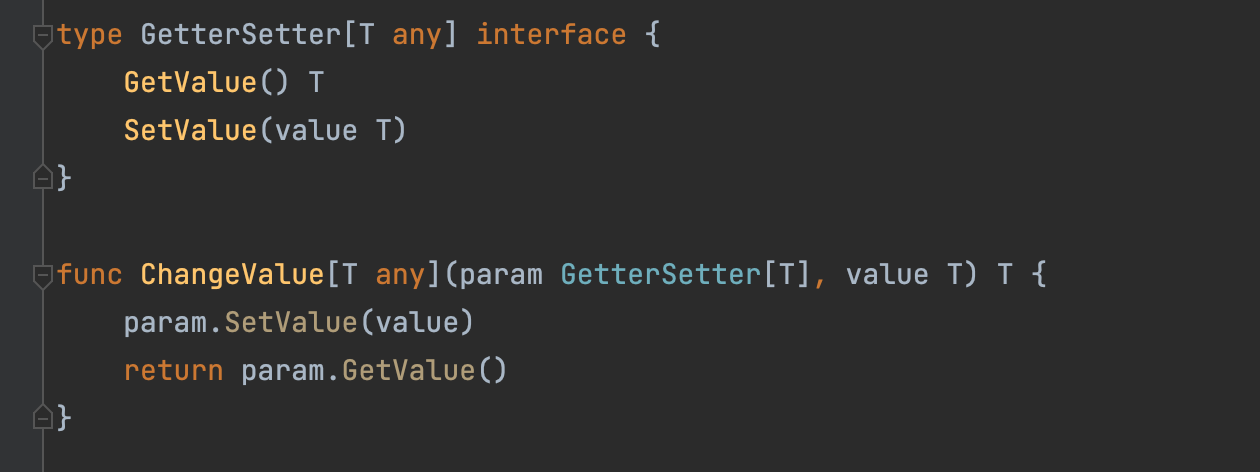 type GetterSetter[T any] interface {
    GetValue() T
    SetValue(value T)
}
func ChangeValue[T any](param GetterSetter[T], value T) T {
    param.SetValue(value)
    return param.GetValue()
}